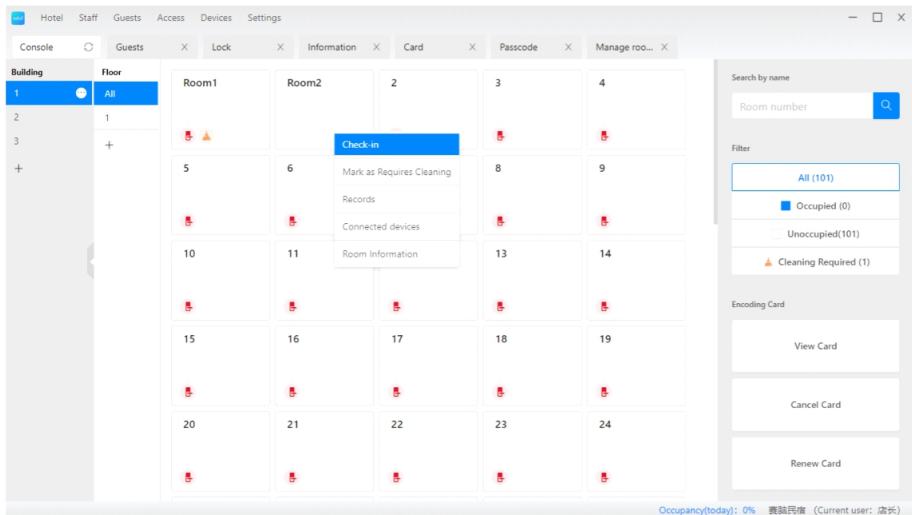 Hotel Staff Guests Access Devices Settings
Console Guests Lock Information Card Passcode Manage roo...
Building
1
2
3
Floor
All
1
Room1 Room2 2 3 4
Check-in
Mark as Requires Cleaning
Records
Connected devices
Room Information
5 6 8 9
10 11 13 14
15 16 17 18 19
20 21 22 23 24
Search by name
Room number
Filter
All (101)
Occupied (0)
Unoccupied(101)
Cleaning Required (1)
Encoding Card
View Card
Cancel Card
Renew Card
Occupancy(today): 0% 赛脑民宿 (Current user: 店长)